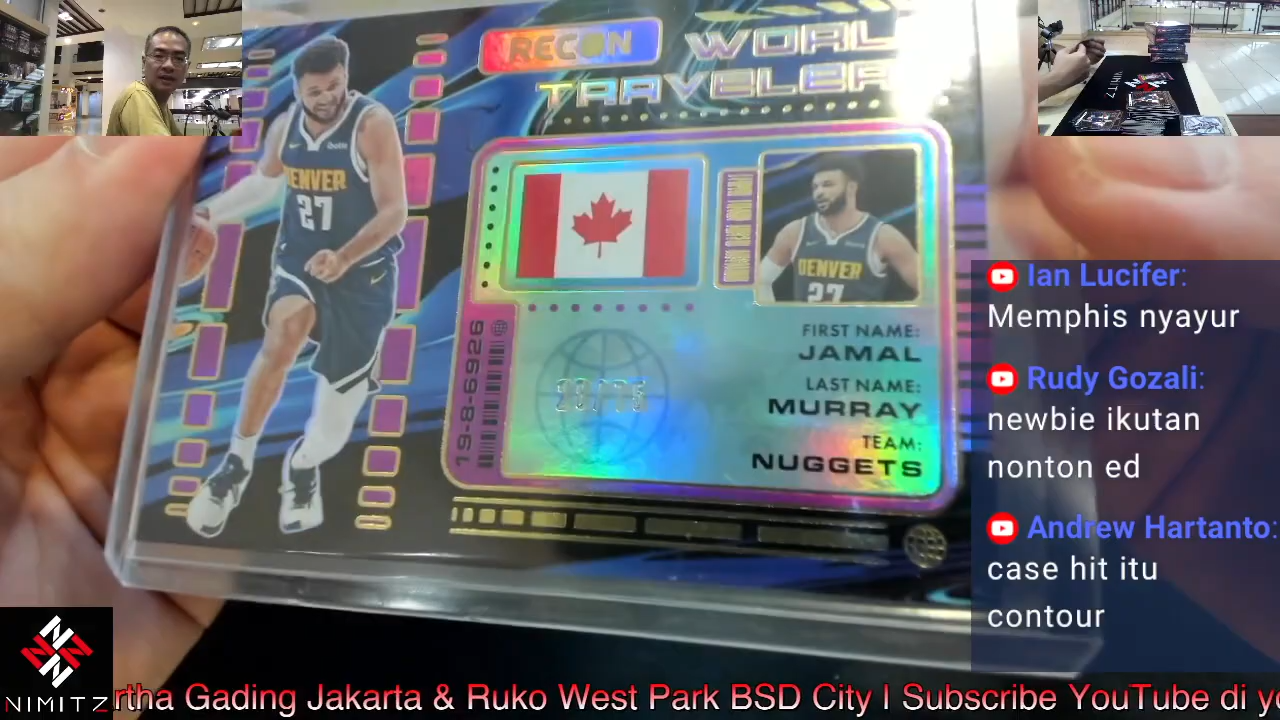 RECON
WORL
TRAVELER
DENVER
27
DENVER
27
19-8-6926
FIRST NAME:
JAMAL
LAST NAME:
MURRAY
TEAM:
NUGGETS
Ian Lucifer:
Memphis nyayur
Rudy Gozali:
newbie ikutan
nonton ed
Andrew Hartanto:
case hit itu
contour
NIMITZ
rtha Gading Jakarta & Ruko West Park BSD City I Subscribe YouTube di yo